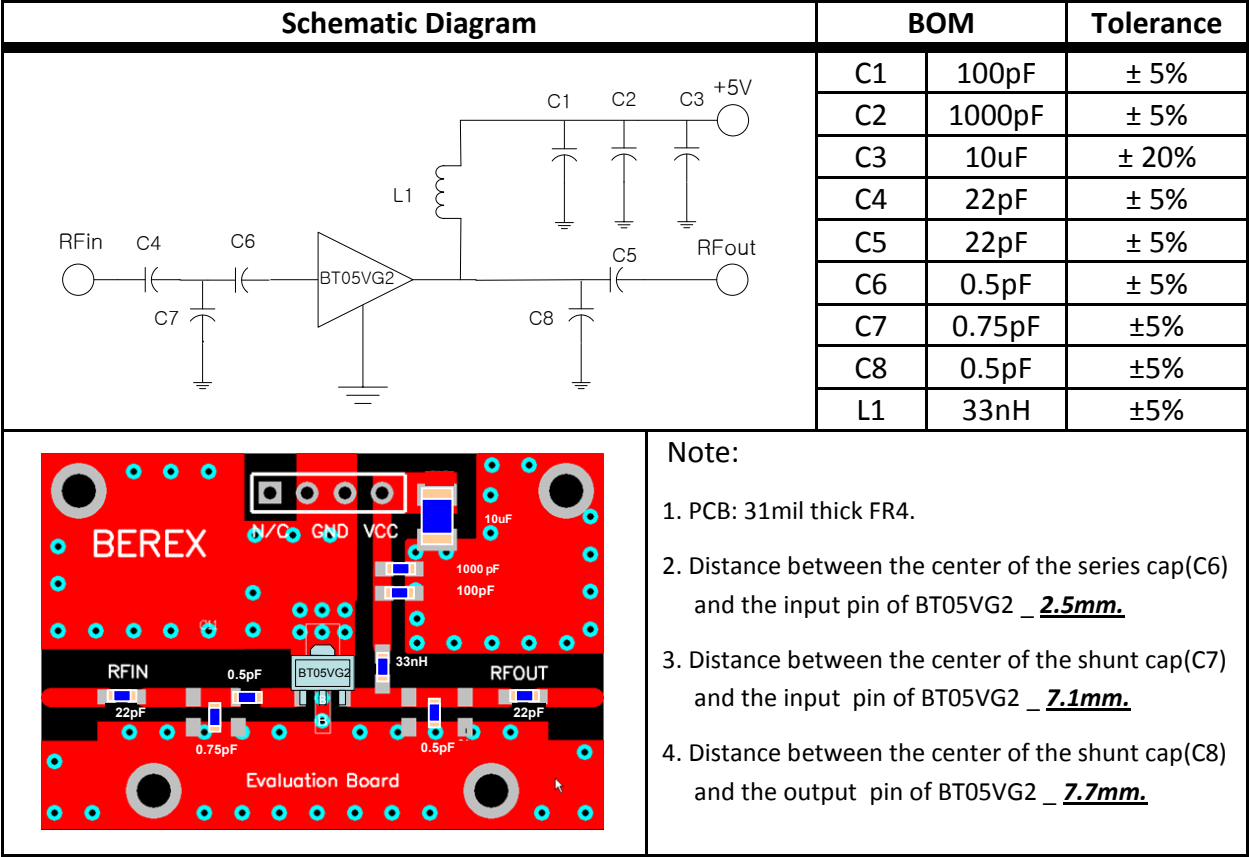 Schematic Diagram
BOM
Tolerance
C1 100pF ± 5%
C2 1000pF ± 5%
C3 10uF ± 20%
C4 22pF ± 5%
C5 22pF ± 5%
C6 0.5pF ± 5%
C7 0.75pF ±5%
C8 0.5pF ±5%
L1 33nH ±5%
C1 C2 C3 +5V
L1
RFin C4 C6
BT05VG2
C5 RFout
C7
C8
10uF
N/C GND VCC
BEREX
1000 pF
100pF
33nH
RFIN
0.5pF
BT05VG2
RFOUT
22pF
22pF
0.75pF
0.5pF
Evaluation Board
Note:
1. PCB: 31mil thick FR4.
2. Distance between the center of the series cap(C6)
and the input pin of BT05VG2 _ 2.5mm.
3. Distance between the center of the shunt cap(C7)
and the input pin of BT05VG2 _ 7.1mm.
4. Distance between the center of the shunt cap(C8)
and the output pin of BT05VG2 _ 7.7mm.